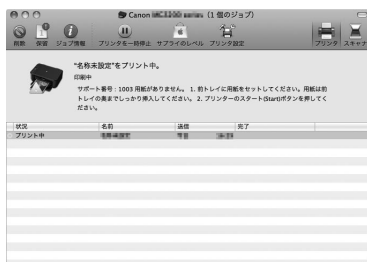 Canon (1 個のジョブ)
削除 保留 ジョブ情報 プリンタを一時停止 サプライのレベル プリンタ設定 プリンタ スキャナ
"名称未設定"をプリント中。
印刷中
サポート番号：1003 用紙がありません。 1. 前トレイに用紙をセットしてください。用紙は前
トレイの奥までしっかり挿入してください。 2. プリンターのスタート(Start)ボタンを押してく
ださい。
状況 名前 送信 完了
プリント中